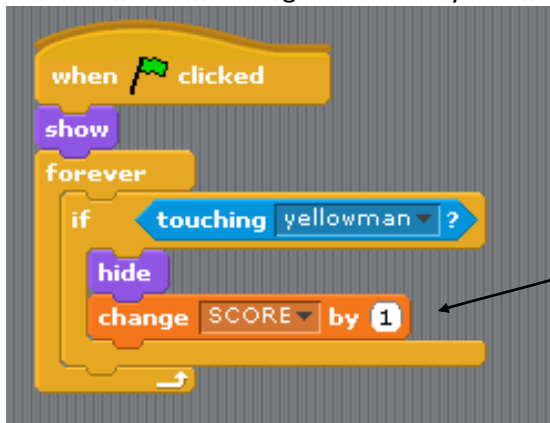 when clicked
show
forever
if touching yellowman ?
hide
change SCORE by 1